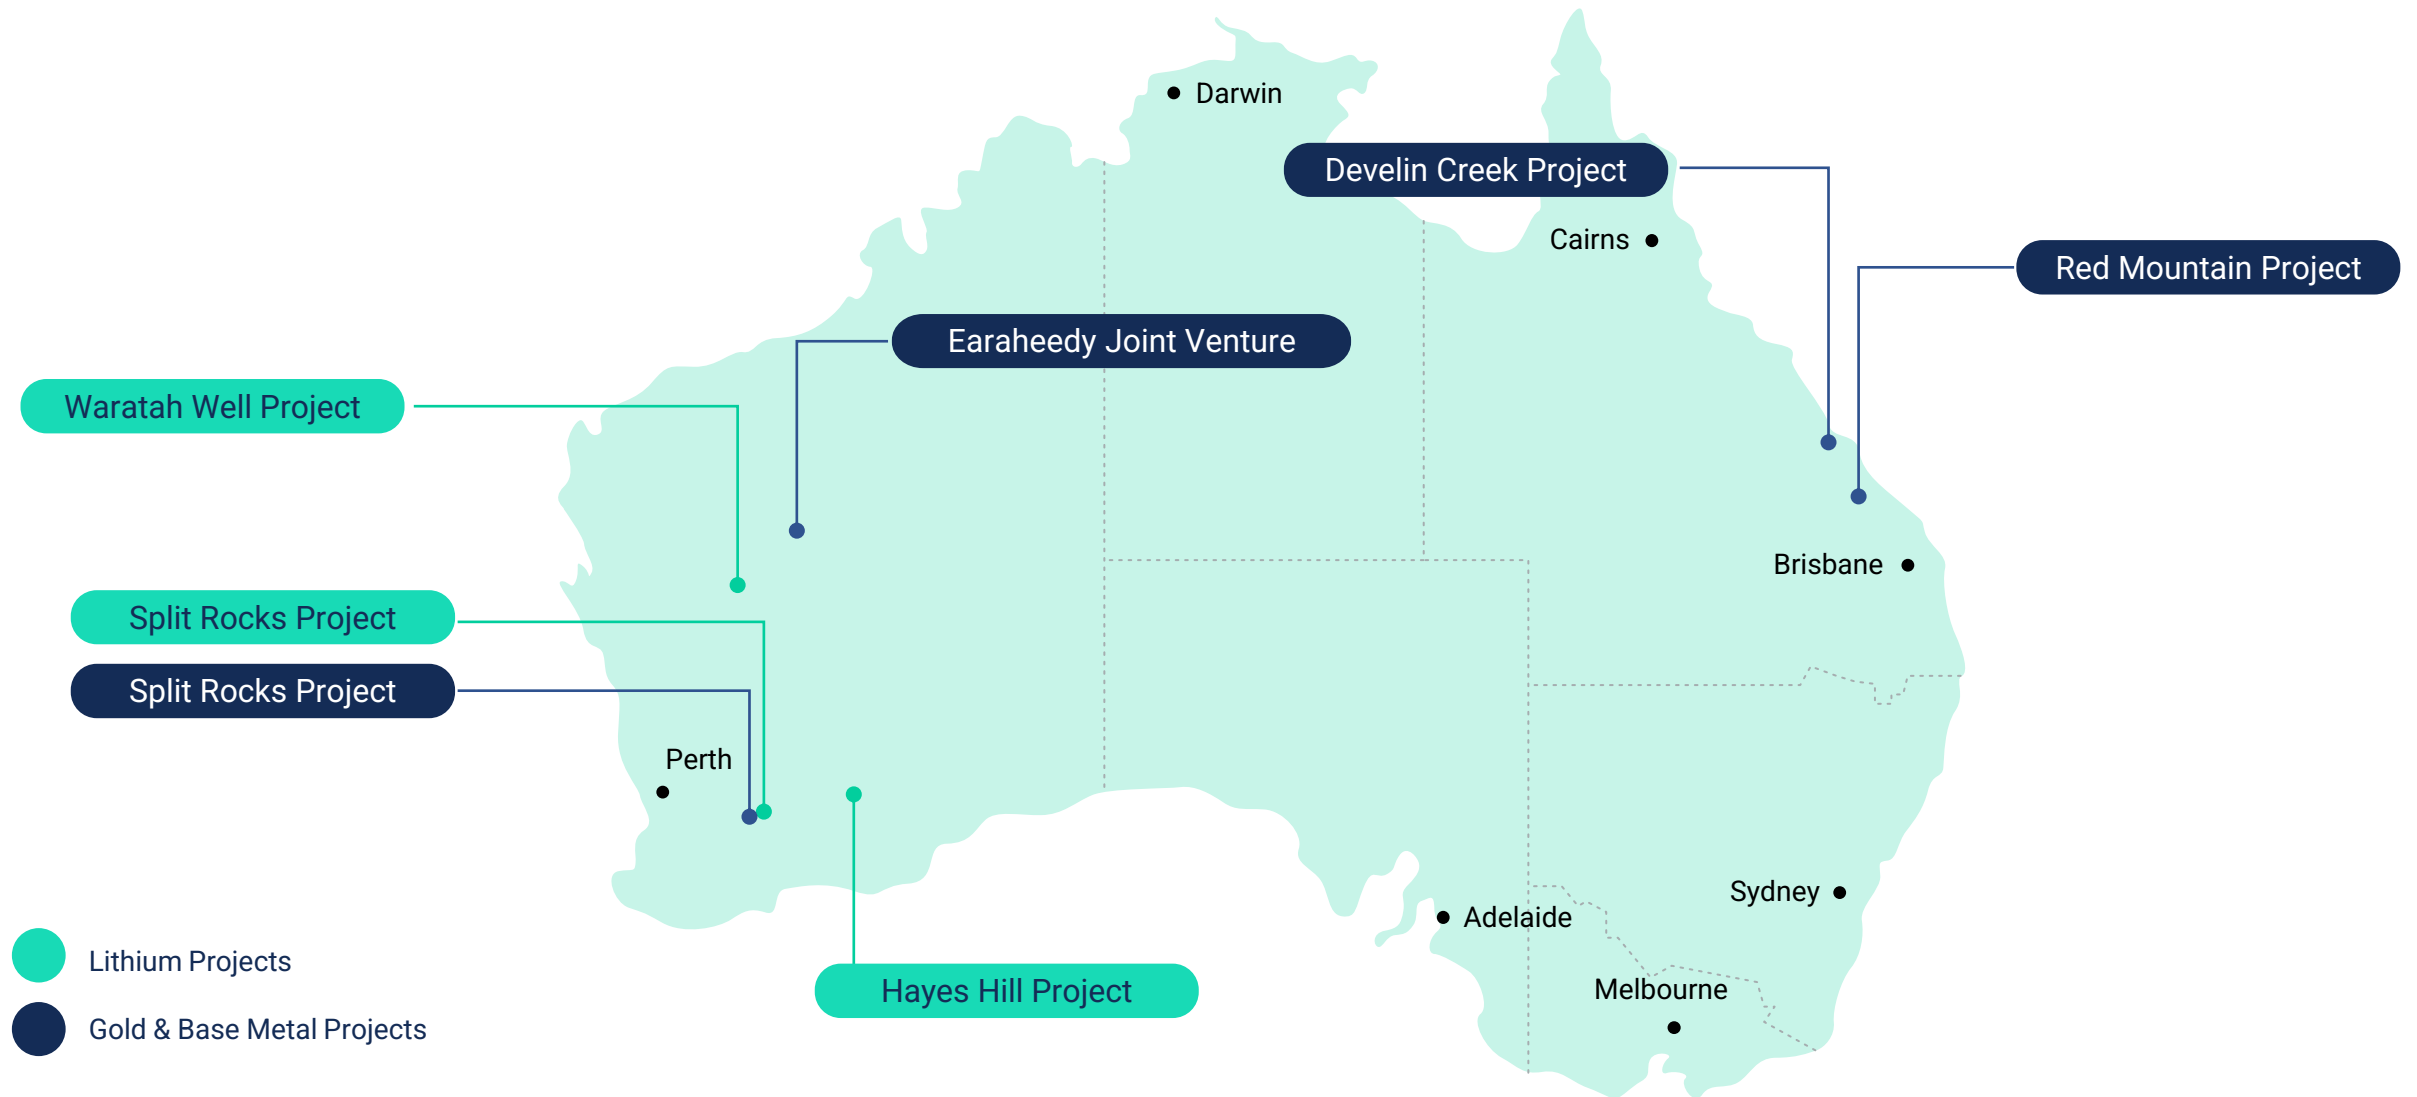 Darwin
Develin Creek Project
Cairns
Red Mountain Project
Earaheedy Joint Venture
Waratah Well Project
Brisbane
Split Rocks Project
Split Rocks Project
Perth
Sydney
Adelaide
Lithium Projects
Hayes Hill Project
Melbourne
Gold & Base Metal Projects